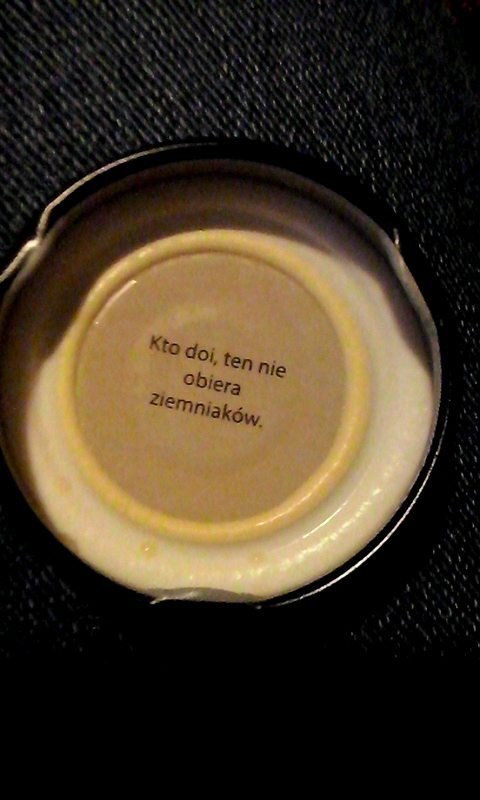 Kto doi, ten nie
obiera
ziemniaków.